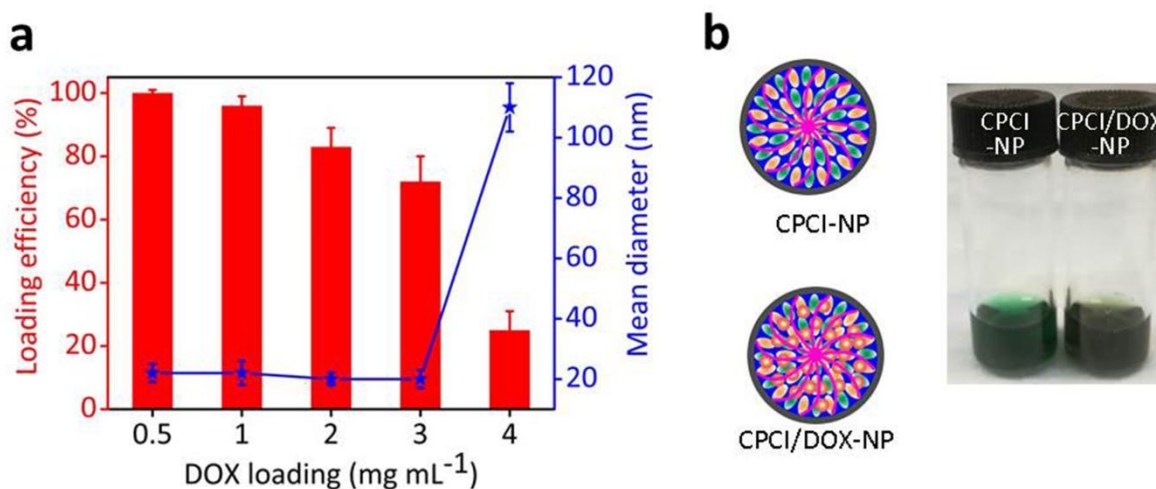 a
Loading efficiency (%)
100
80
60
40
20
0
0.5 1 2 3 4
DOX loading (mg mL⁻¹)
120
100
80
60
40
20
Mean diameter (nm)
b
CPCI-NP
CPCI/DOX-NP
CPCI
-NP
CPCI/DOX
-NP